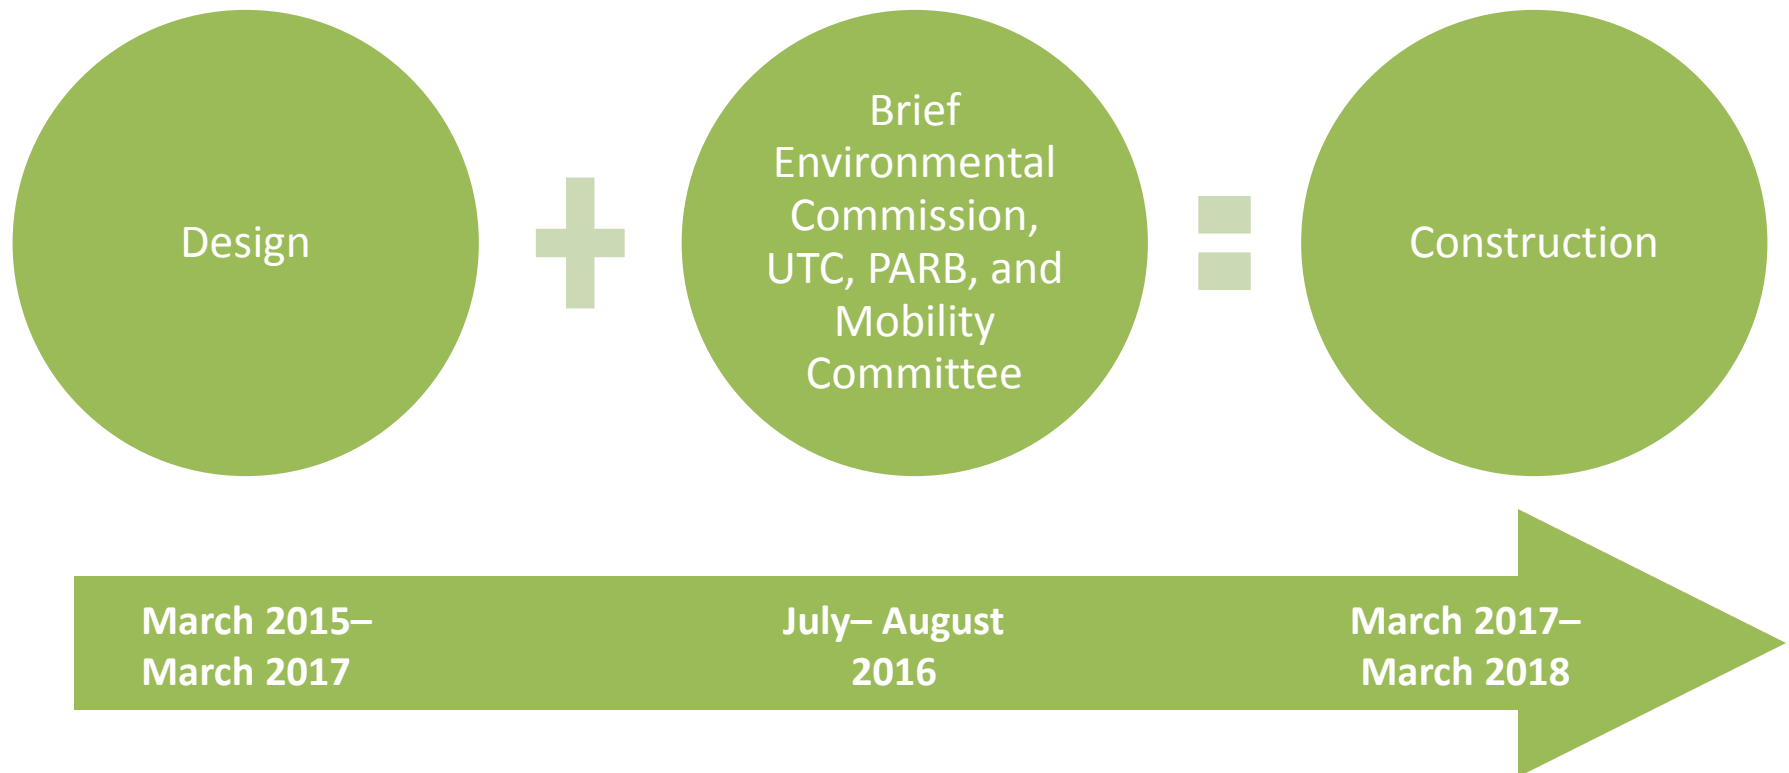 Design
Brief
Environmental
Commission,
UTC, PARB, and
Mobility
Committee
Construction
March 2015–
March 2017
July– August
2016
March 2017–
March 2018